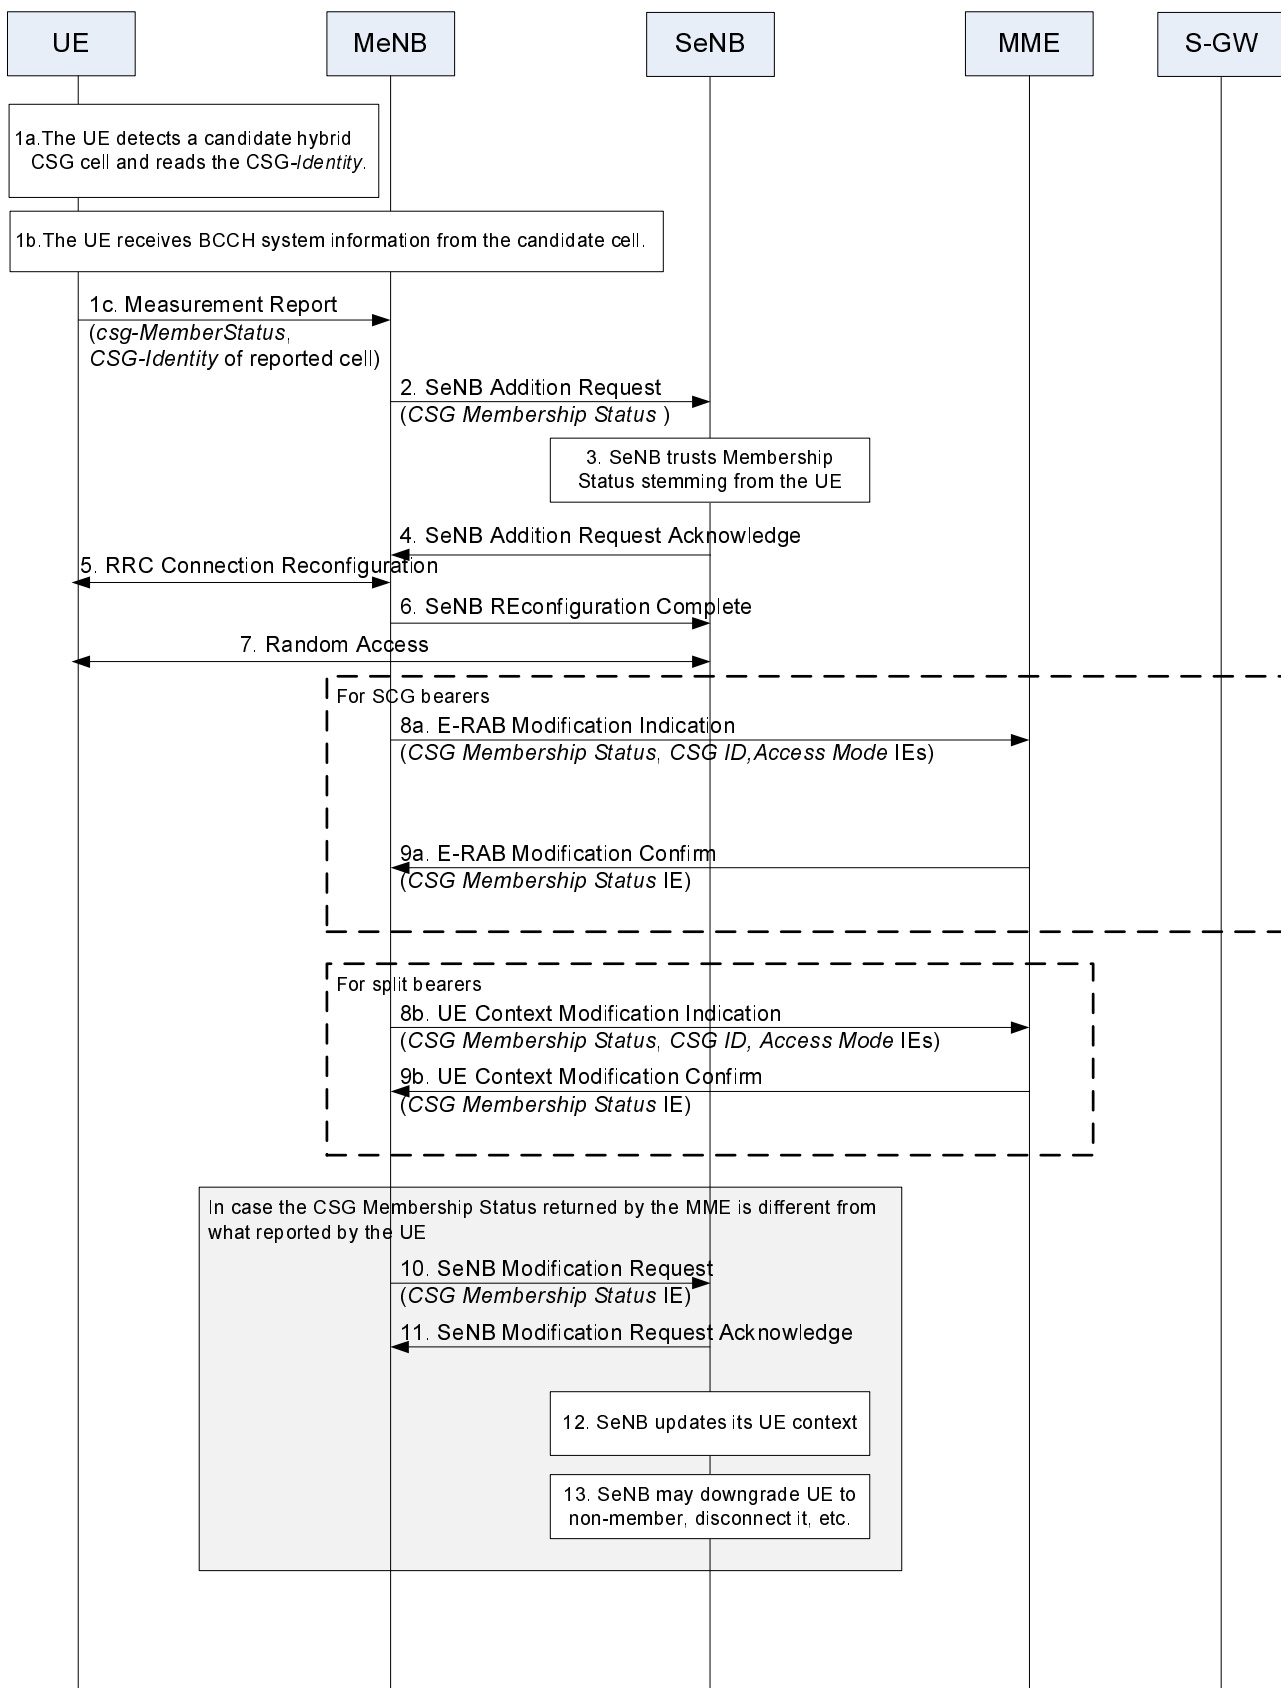 UE
MeNB
SeNB
MME
S-GW
1a.The UE detects a candidate hybrid
CSG cell and reads the CSG-Identity.
1b.The UE receives BCCH system information from the candidate cell.
1c. Measurement Report
(csg-MemberStatus,
CSG-Identity of reported cell)
2. SeNB Addition Request
(CSG Membership Status )
3. SeNB trusts Membership
Status stemming from the UE
4. SeNB Addition Request Acknowledge
5. RRC Connection Reconfiguration
6. SeNB REconfiguration Complete
7. Random Access
For SCG bearers
8a. E-RAB Modification Indication
(CSG Membership Status, CSG ID,Access Mode IEs)
9a. E-RAB Modification Confirm
(CSG Membership Status IE)
For split bearers
8b. UE Context Modification Indication
(CSG Membership Status, CSG ID, Access Mode IEs)
9b. UE Context Modification Confirm
(CSG Membership Status IE)
In case the CSG Membership Status returned by the MME is different from
what reported by the UE
10. SeNB Modification Request
(CSG Membership Status IE)
11. SeNB Modification Request Acknowledge
12. SeNB updates its UE context
13. SeNB may downgrade UE to
non-member, disconnect it, etc.